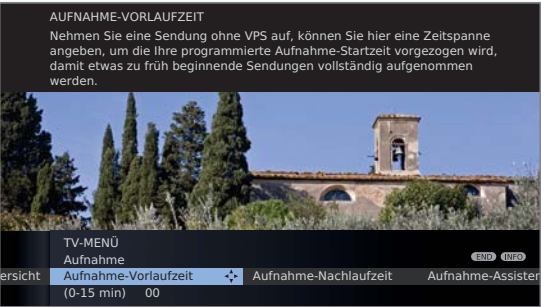 AUFNAHME-VORLAUFZEIT
Nehmen Sie eine Sendung ohne VPS auf, können Sie hier eine Zeitspanne
angeben, um die Ihre programmierte Aufnahme-Startzeit vorgezogen wird,
damit etwas zu früh beginnende Sendungen vollständig aufgenommen
werden.
TV-MENÜ
Aufnahme
END INFO
ersicht Aufnahme-Vorlaufzeit Aufnahme-Nachlaufzeit Aufnahme-Assister
(0-15 min) 00